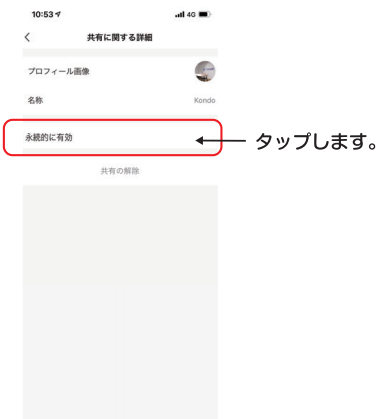 10:53
4G
共有に関する詳細
プロフィール画像
名称 Kondo
永続的に有効
タップします。
共有の解除